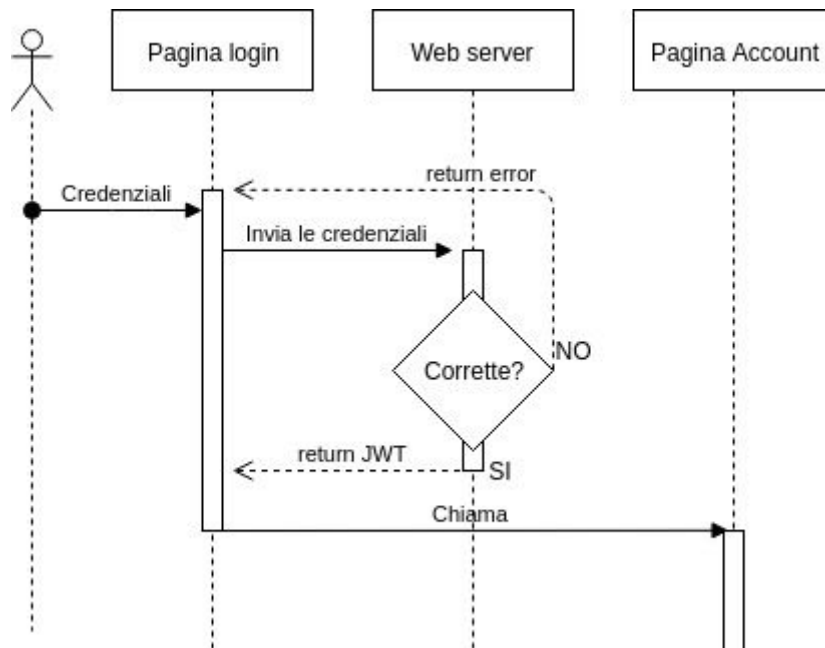 Pagina login
Web server
Pagina Account
return error
Credenziali
Invia le credenziali
NO
Corrette?
return JWT
SI
Chiama